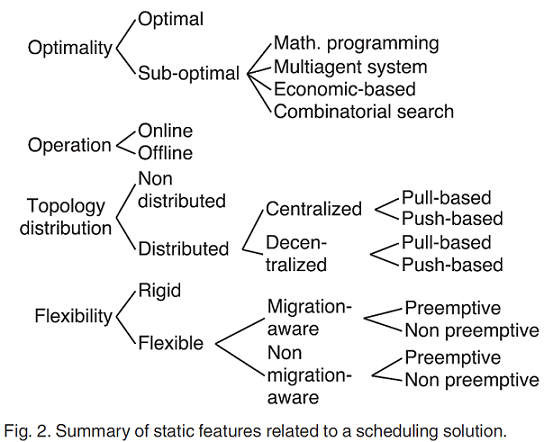 Optimality
Optimal
Sub-optimal
Math. programming
Multiagent system
Economic-based
Combinatorial search
Operation
Online
Offline
Topology
distribution
Non
distributed
Distributed
Centralized
Pull-based
Push-based
Decen-
tralized
Pull-based
Push-based
Flexibility
Rigid
Flexible
Migration-
aware
Preemptive
Non preemptive
Non
migration-
aware
Preemptive
Non preemptive
Fig. 2. Summary of static features related to a scheduling solution.